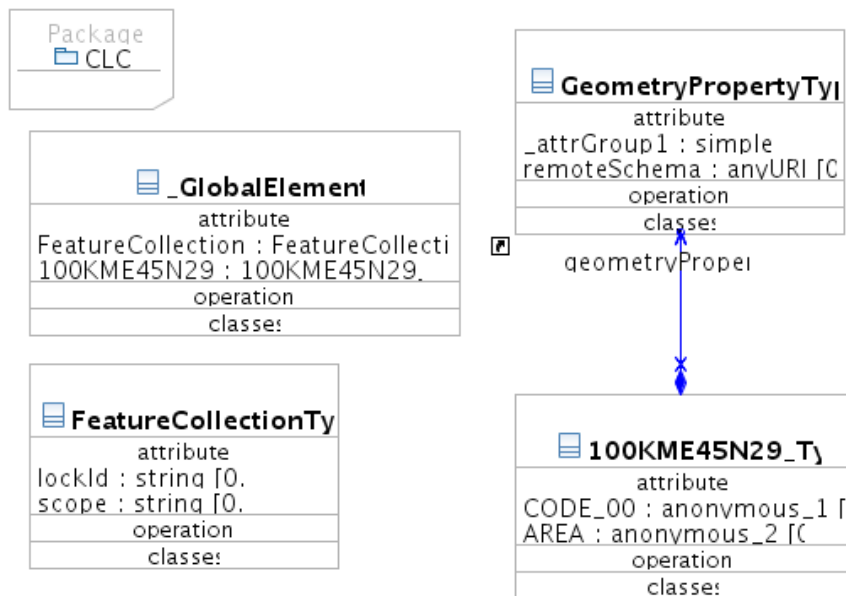 Package
CLC
_GlobalElement
attribute
FeatureCollection : FeatureCollecti
100KME45N29 : 100KME45N29_
operation
classes
FeatureCollectionTy
attribute
lockId : string [0.
scope : string [0.
operation
classes
GeometryPropertyTyp
attribute
_attrGroup1 : simple
remoteSchema : anyURI [0
operation
classes
geometryProper
100KME45N29_Ty
attribute
CODE_00 : anonymous_1 [
AREA : anonymous_2 [0
operation
classes